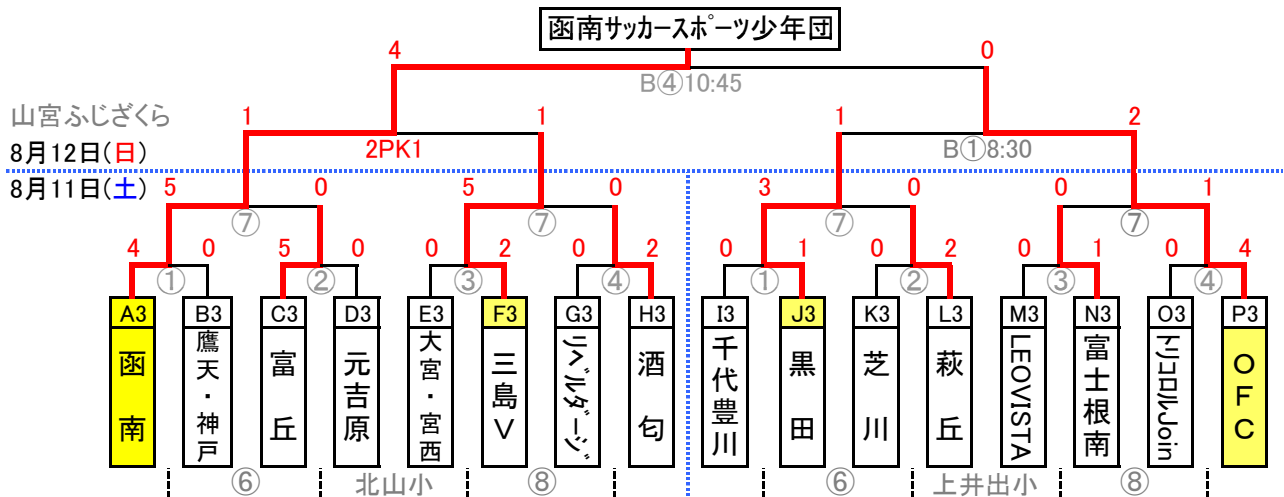 函南サッカースポーツ少年団
4 0
B④10:45
山宮ふじざくら
1 1 1 2
8月12日(日)
2PK1 B①8:30
8月11日(土)
5 0 5 0 3 0 0 1
⑦ ⑦ ⑦ ⑦
4 0 5 0 0 2 0 2 0 1 0 2 0 1 0 4
① ② ③ ④ ① ② ③ ④
A3 B3 C3 D3 E3 F3 G3 H3 I3 J3 K3 L3 M3 N3 O3 P3
函南
鷹天・神戸
富丘
元吉原
大宮・宮西
三島V
リベルダージ
酒匂
千代豊川
黒田
芝川
萩丘
LEOVISTA
富士根南
トリコロルJoin
OFC
⑥ 北山小 ⑧ ⑥ 上井出小 ⑧